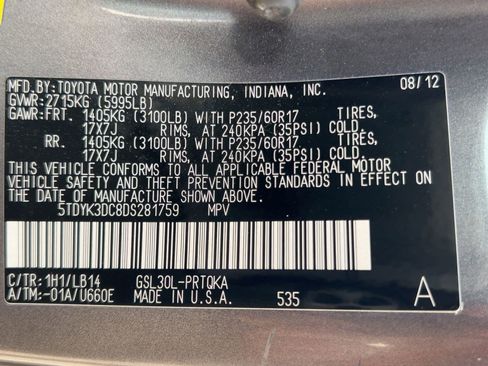 MFD.BY:TOYOTA MOTOR MANUFACTURING, INDIANA, INC. 08/12
GVWR:2715KG (5995LB)
GAWR:FRT. 1405KG (3100LB) WITH P235/60R17 TIRES,
17X7J RIMS, AT 240KPA (35PSI) COLD.
RR. 1405KG (3100LB) WITH P235/60R17 TIRES,
17X7J RIMS, AT 240KPA (35PSI) COLD.
THIS VEHICLE CONFORMS TO ALL APPLICABLE FEDERAL MOTOR
VEHICLE SAFETY AND THEFT PREVENTION STANDARDS IN EFFECT ON
THE DATE OF MANUFACTURE SHOWN ABOVE.
5TDYK3DC8DS281759 MPV
C/TR:1H1/LB14 GSL30L-PRTQKA
A/TM:-01A/U660E MADE IN U.S.A. 535 A